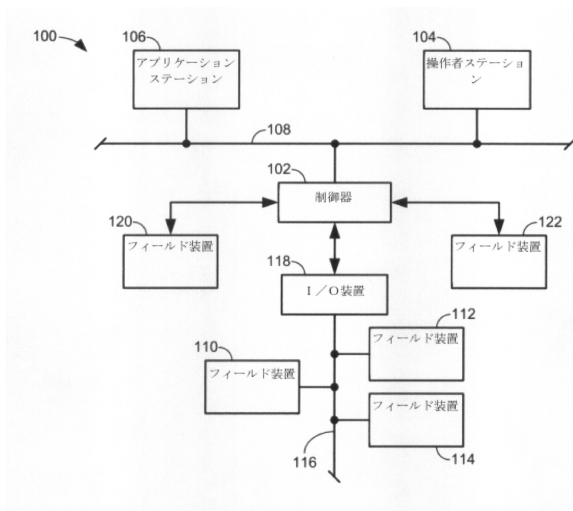 100
106
アプリケーション
ステーション
104
操作者ステーショ
ン
108
102
制御器
120
フィールド装置
122
フィールド装置
118
I/O装置
112
フィールド装置
110
フィールド装置
フィールド装置
114
116